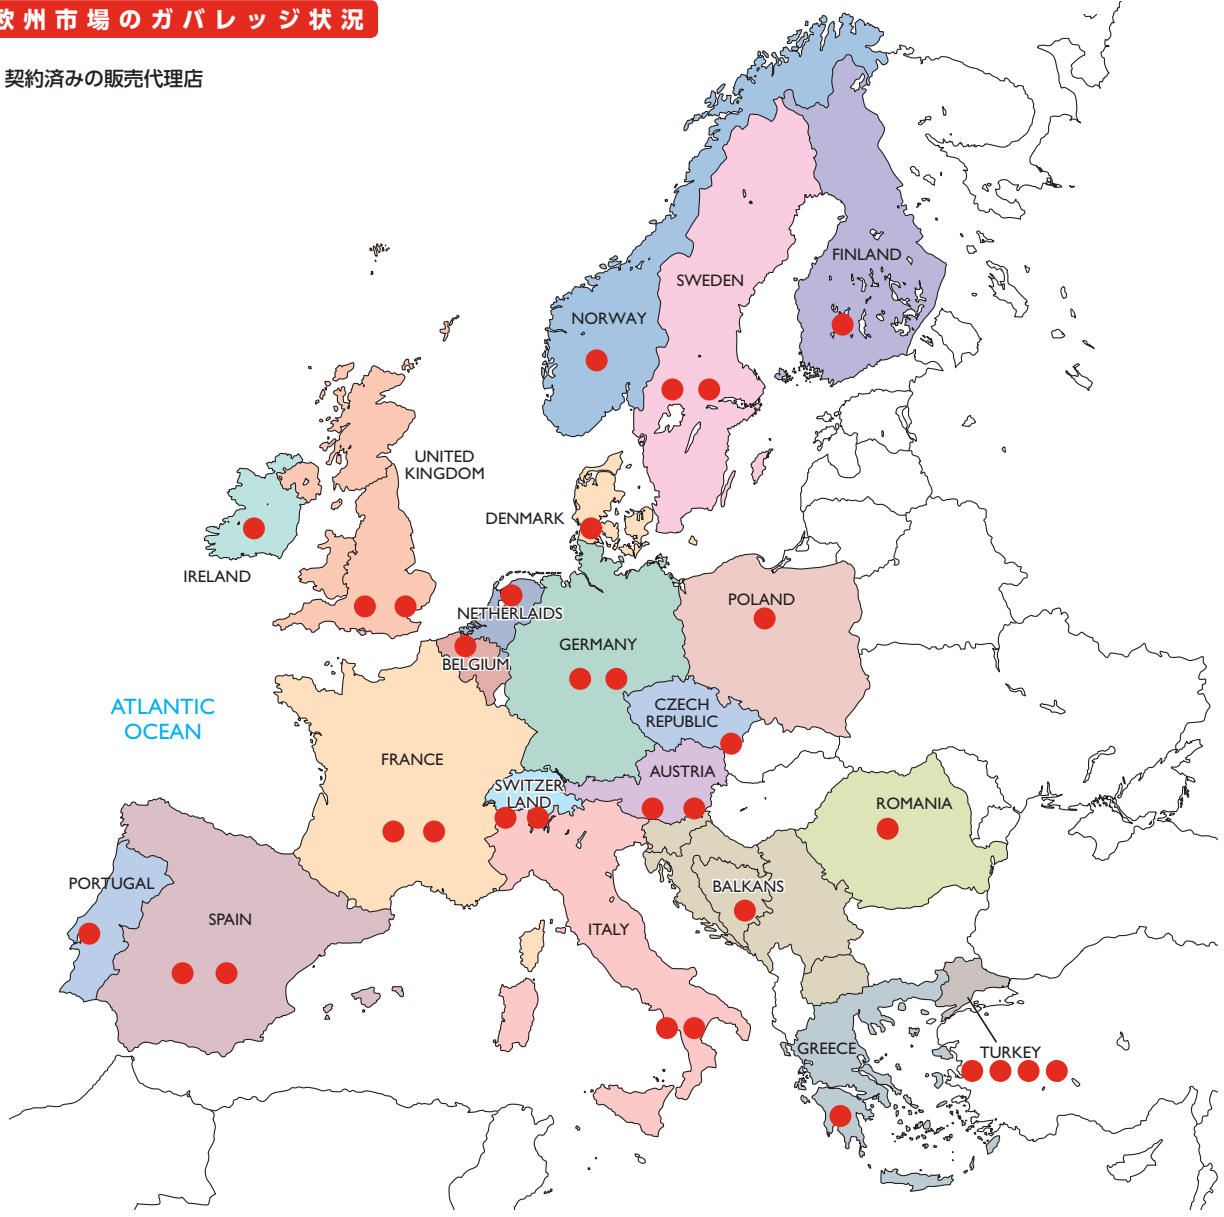 欧州市場のガバレッジ状況
契約済みの販売代理店
FINLAND
SWEDEN
NORWAY
UNITED
KINGDOM
DENMARK
IRELAND
NETHERLAIDS
POLAND
GERMANY
BELGIUM
CZECH
REPUBLIC
ATLANTIC
OCEAN
FRANCE
AUSTRIA
SWITZER
LAND
ROMANIA
PORTUGAL
BALKANS
SPAIN
ITALY
GREECE
TURKEY